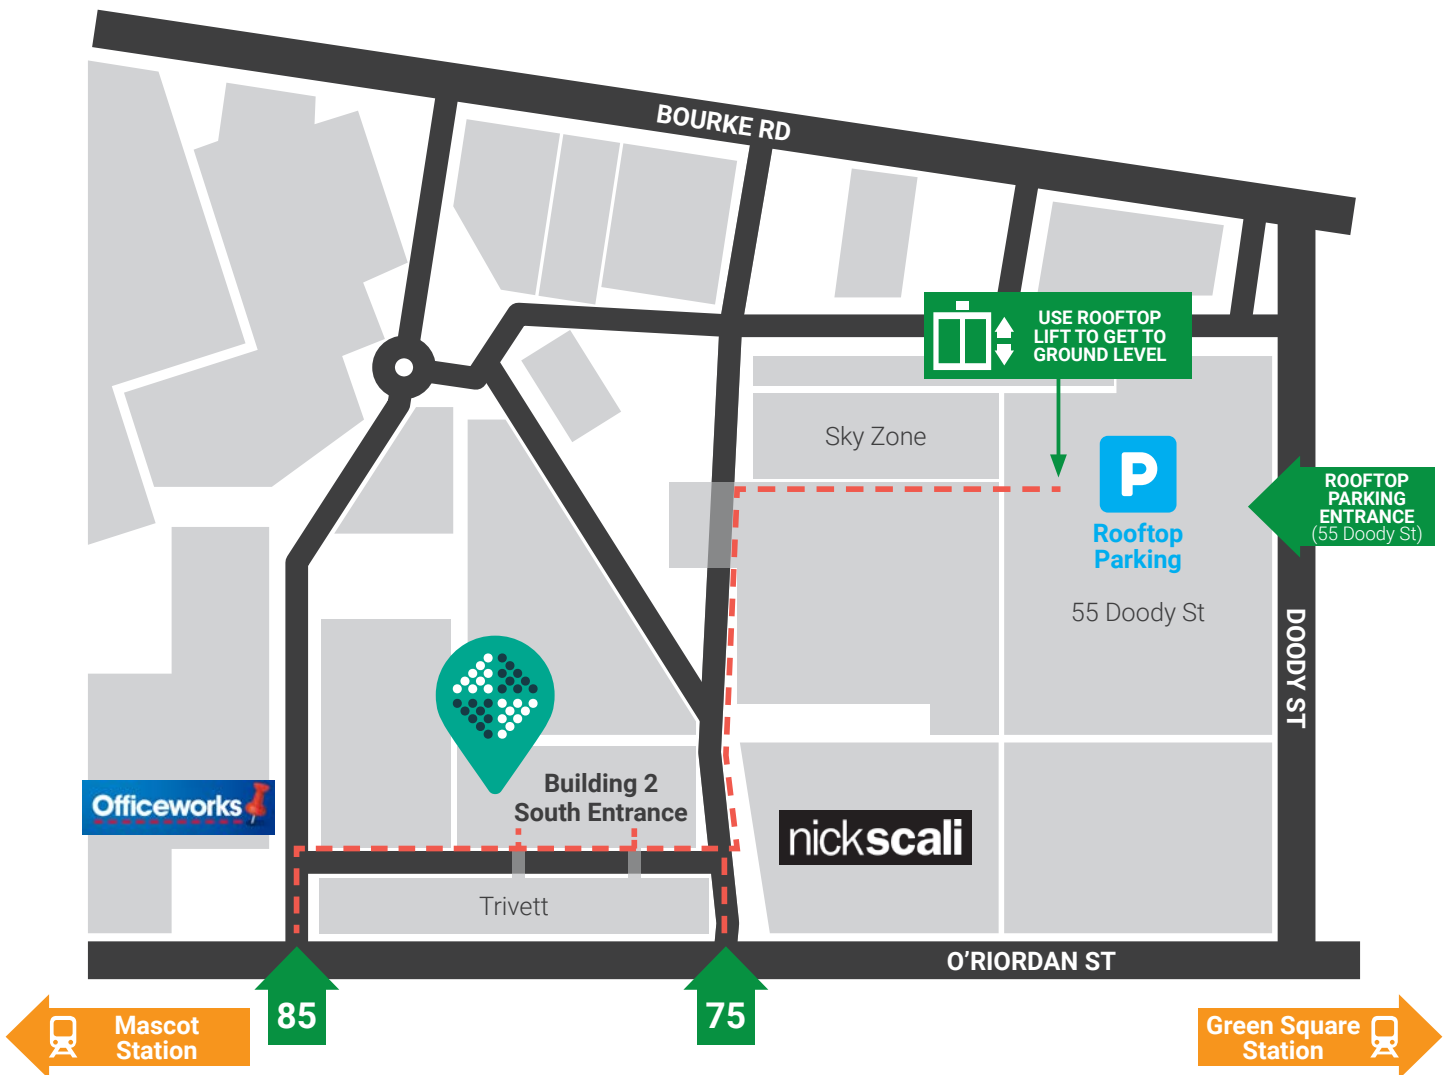 BOURKE RD
USE ROOFTOP
LIFT TO GET TO
GROUND LEVEL
Sky Zone
P
Rooftop
Parking
ROOFTOP
PARKING
ENTRANCE
(55 Doody St)
55 Doody St
DOODY ST
Officeworks
Building 2
South Entrance
nickscali
Trivett
O'RIORDAN ST
85
75
Mascot
Station
Green Square
Station